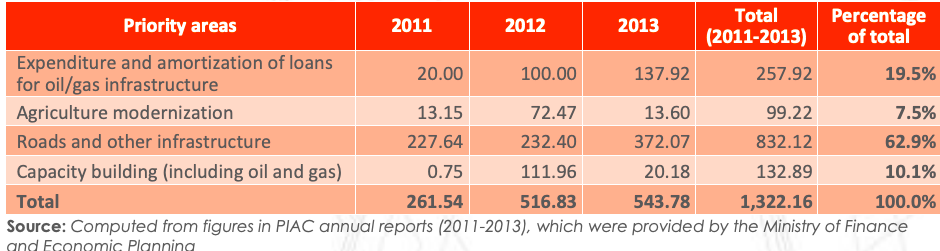 Priority areas 2011 2012 2013 Total (2011-2013) Percentage of total
Expenditure and amortization of loans
for oil/gas infrastructure 20.00 100.00 137.92 257.92 19.5%
Agriculture modernization 13.15 72.47 13.60 99.22 7.5%
Roads and other infrastructure 227.64 232.40 372.07 832.12 62.9%
Capacity building (including oil and gas) 0.75 111.96 20.18 132.89 10.1%
Total 261.54 516.83 543.78 1,322.16 100.0%
Source: Computed from figures in PIAC annual reports (2011-2013), which were provided by the Ministry of Finance
and Economic Planning